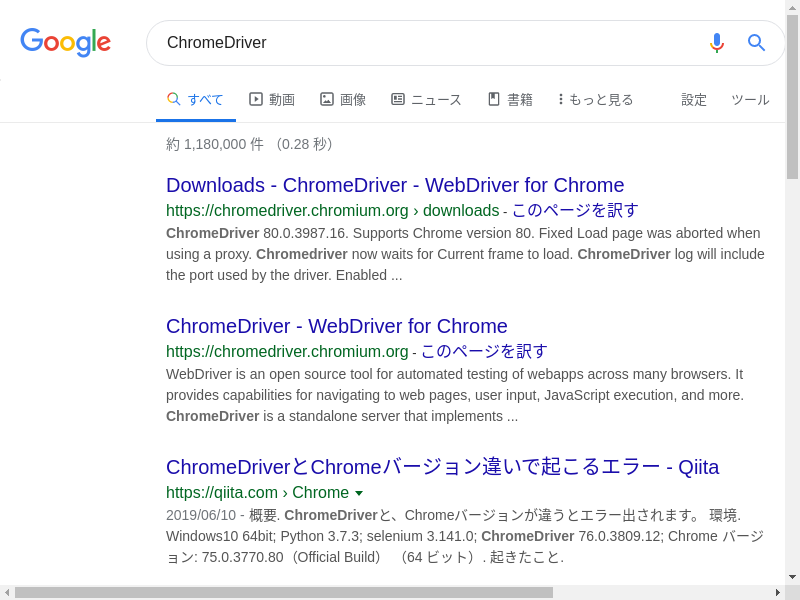 Google
ChromeDriver
すべて 動画 画像 ニュース 書籍 もっと見る 設定 ツール
約 1,180,000 件 （0.28 秒）
Downloads - ChromeDriver - WebDriver for Chrome
https://chromedriver.chromium.org › downloads - このページを訳す
ChromeDriver 80.0.3987.16. Supports Chrome version 80. Fixed Load page was aborted when
using a proxy. Chromedriver now waits for Current frame to load. ChromeDriver log will include
the port used by the driver. Enabled ...
ChromeDriver - WebDriver for Chrome
https://chromedriver.chromium.org - このページを訳す
WebDriver is an open source tool for automated testing of webapps across many browsers. It
provides capabilities for navigating to web pages, user input, JavaScript execution, and more.
ChromeDriver is a standalone server that implements ...
ChromeDriverとChromeバージョン違いで起こるエラー - Qiita
https://qiita.com › Chrome
2019/06/10 - 概要. ChromeDriverと、Chromeバージョンが違うとエラー出されます。 環境.
Windows10 64bit; Python 3.7.3; selenium 3.141.0; ChromeDriver 76.0.3809.12; Chrome バージ
ョン: 75.0.3770.80（Official Build） （64 ビット）. 起きたこと.